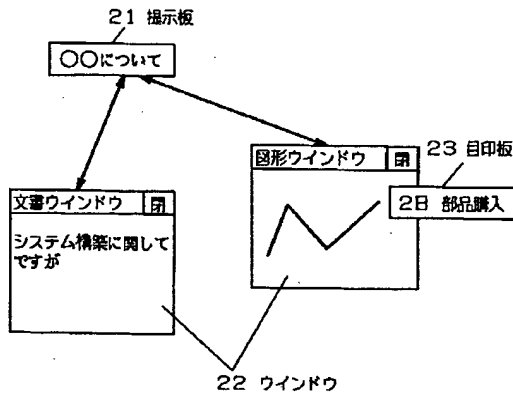 21 提示板
〇〇について
図形ウインドウ 閉
23 目印板
2B 部品購入
文書ウインドウ 閉
システム構築に関して
ですが
22 ウインドウ